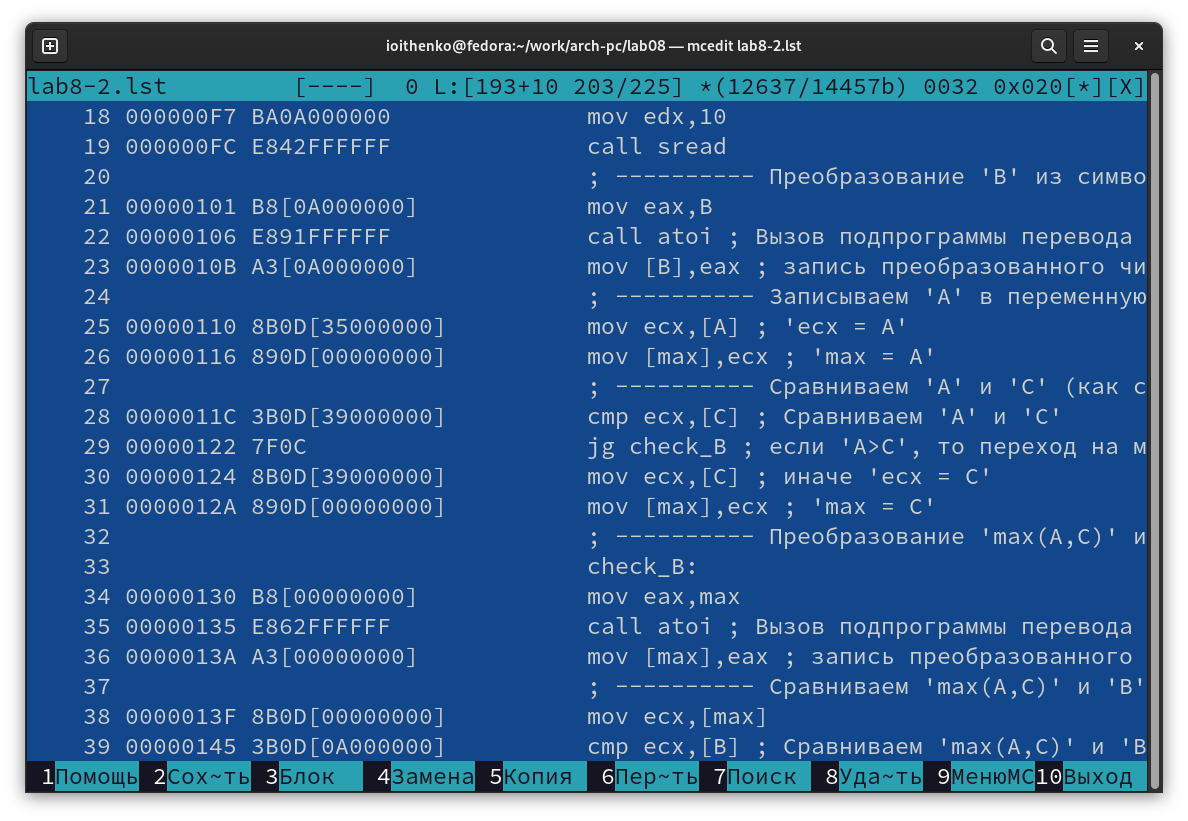 ioithenko@fedora:~/work/arch-pc/lab08 — mcedit lab8-2.lst
lab8-2.lst [----] 0 L:[193+10 203/225] *(12637/14457b) 0032 0x020[*][X]
18 000000F7 BA0A000000 mov edx,10
19 000000FC E842FFFFFF call sread
20 ; ---------- Преобразование 'B' из симво
21 00000101 B8[0A000000] mov eax,B
22 00000106 E891FFFFFF call atoi ; Вызов подпрограммы перевода
23 0000010B A3[0A000000] mov [B],eax ; запись преобразованного чи
24 ; ---------- Записываем 'A' в переменную
25 00000110 8B0D[35000000] mov ecx,[A] ; 'ecx = A'
26 00000116 890D[00000000] mov [max],ecx ; 'max = A'
27 ; ---------- Сравниваем 'A' и 'С' (как с
28 0000011C 3B0D[39000000] cmp ecx,[C] ; Сравниваем 'A' и 'С'
29 00000122 7F0C jg check_B ; если 'A>C', то переход на м
30 00000124 8B0D[39000000] mov ecx,[C] ; иначе 'ecx = C'
31 0000012A 890D[00000000] mov [max],ecx ; 'max = C'
32 ; ---------- Преобразование 'max(A,C)' и
33 check_B:
34 00000130 B8[00000000] mov eax,max
35 00000135 E862FFFFFF call atoi ; Вызов подпрограммы перевода
36 0000013A A3[00000000] mov [max],eax ; запись преобразованного
37 ; ---------- Сравниваем 'max(A,C)' и 'B'
38 0000013F 8B0D[00000000] mov ecx,[max]
39 00000145 3B0D[0A000000] cmp ecx,[B] ; Сравниваем 'max(A,C)' и 'B
1Помощь 2Сох~ть 3Блок 4Замена 5Копия 6Пер~ть 7Поиск 8Уда~ть 9МенюMC 10Выход